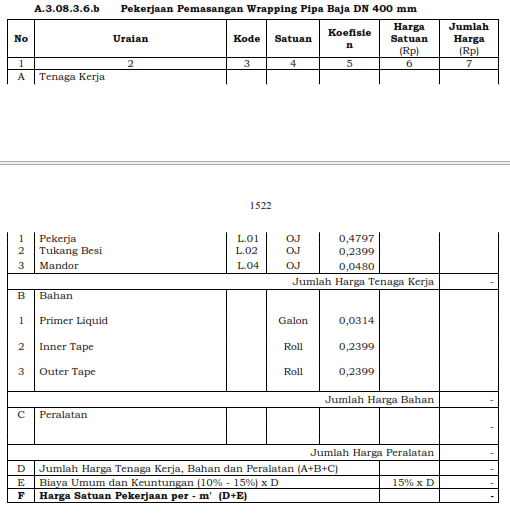 A.3.08.3.6.b Pekerjaan Pemasangan Wrapping Pipa Baja DN 400 mm
No Uraian Kode Satuan Koefisie n Harga Satuan (Rp) Jumlah Harga (Rp)
1 2 3 4 5 6 7
A Tenaga Kerja
1522
1 Pekerja L.01 OJ 0,4797
2 Tukang Besi L.02 OJ 0,2399
3 Mandor L.04 OJ 0,0480
Jumlah Harga Tenaga Kerja -
B Bahan
1 Primer Liquid Galon 0,0314
2 Inner Tape Roll 0,2399
3 Outer Tape Roll 0,2399
Jumlah Harga Bahan -
C Peralatan
-
Jumlah Harga Peralatan -
D Jumlah Harga Tenaga Kerja, Bahan dan Peralatan (A+B+C) -
E Biaya Umum dan Keuntungan (10% - 15%) x D 15% x D -
F Harga Satuan Pekerjaan per - m' (D+E) -